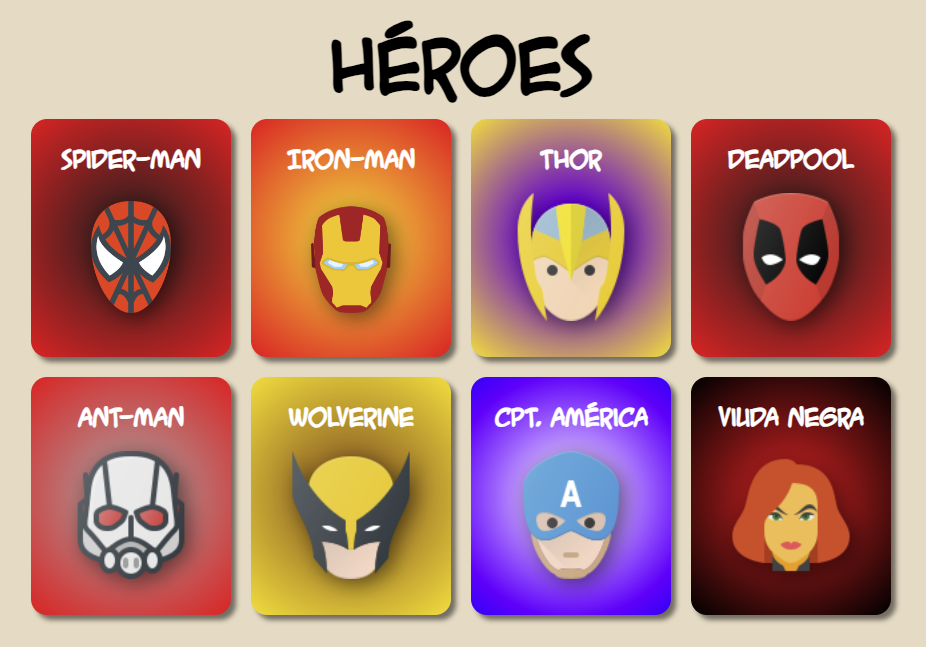 HÉROES
SPIDER-MAN
IRON-MAN
THOR
DEADPOOL
ANT-MAN
WOLVERINE
CPT. AMÉRICA
VIUDA NEGRA
A